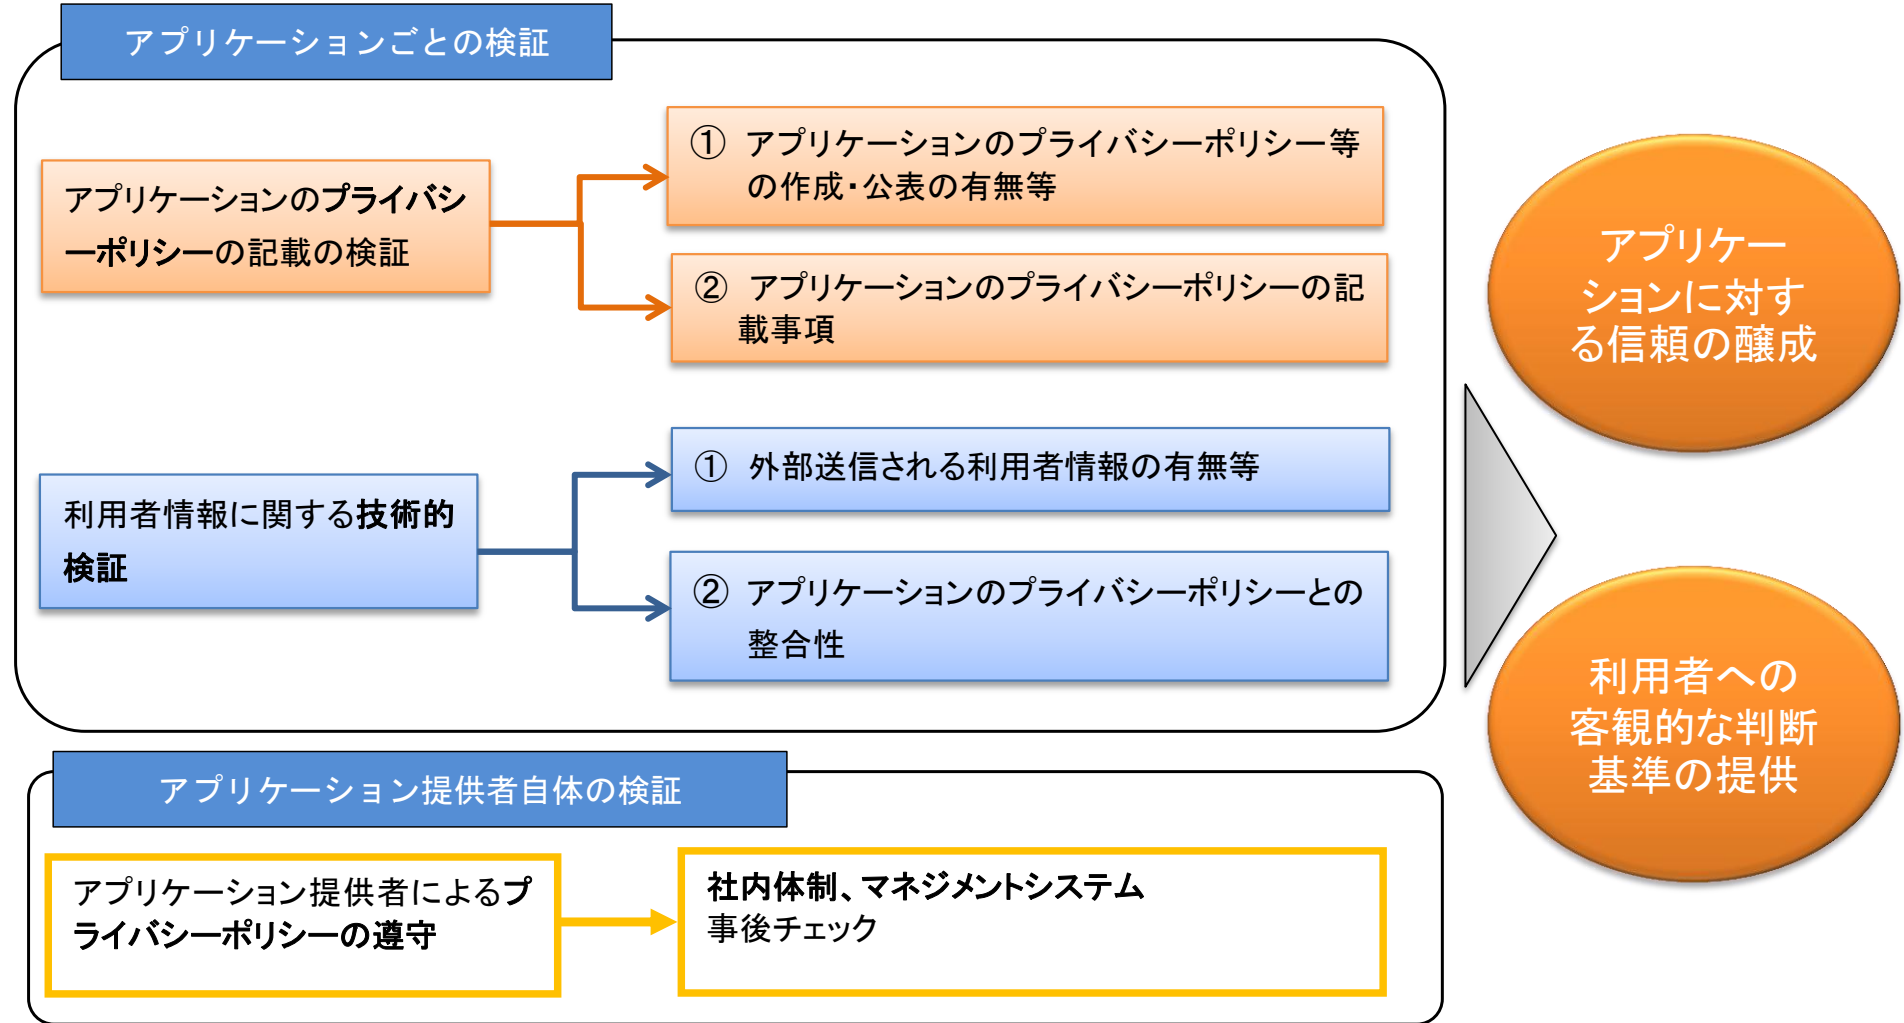 アプリケーションごとの検証
アプリケーションのプライバシ
ーポリシーの記載の検証
① アプリケーションのプライバシーポリシー等
の作成・公表の有無等
② アプリケーションのプライバシーポリシーの記
載事項
利用者情報に関する技術的
検証
① 外部送信される利用者情報の有無等
② アプリケーションのプライバシーポリシーとの
整合性
アプリケーション提供者自体の検証
アプリケーション提供者によるプ
ライバシーポリシーの遵守
社内体制、マネジメントシステム
事後チェック
アプリケー
ションに対す
る信頼の醸成
利用者への
客観的な判断
基準の提供